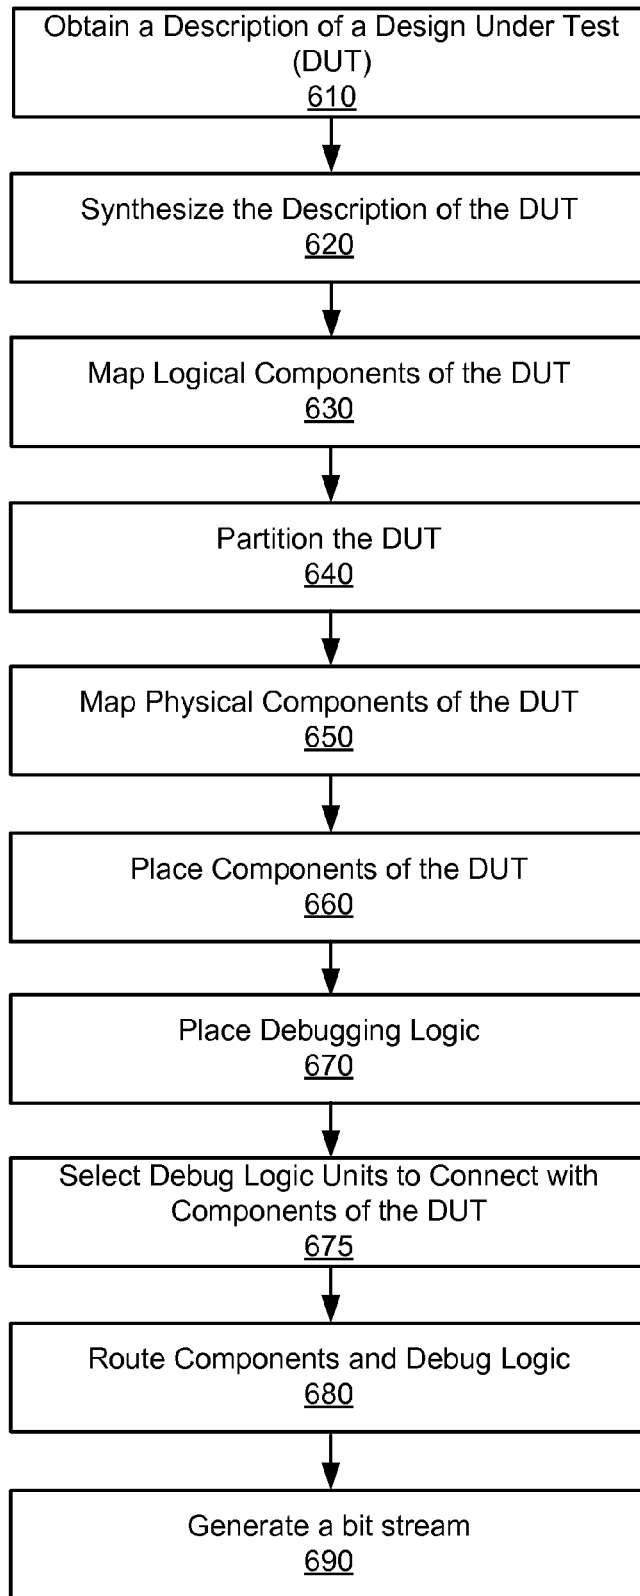 Obtain a Description of a Design Under Test
(DUT)
610
Synthesize the Description of the DUT
620
Map Logical Components of the DUT
630
Partition the DUT
640
Map Physical Components of the DUT
650
Place Components of the DUT
660
Place Debugging Logic
670
Select Debug Logic Units to Connect with
Components of the DUT
675
Route Components and Debug Logic
680
Generate a bit stream
690